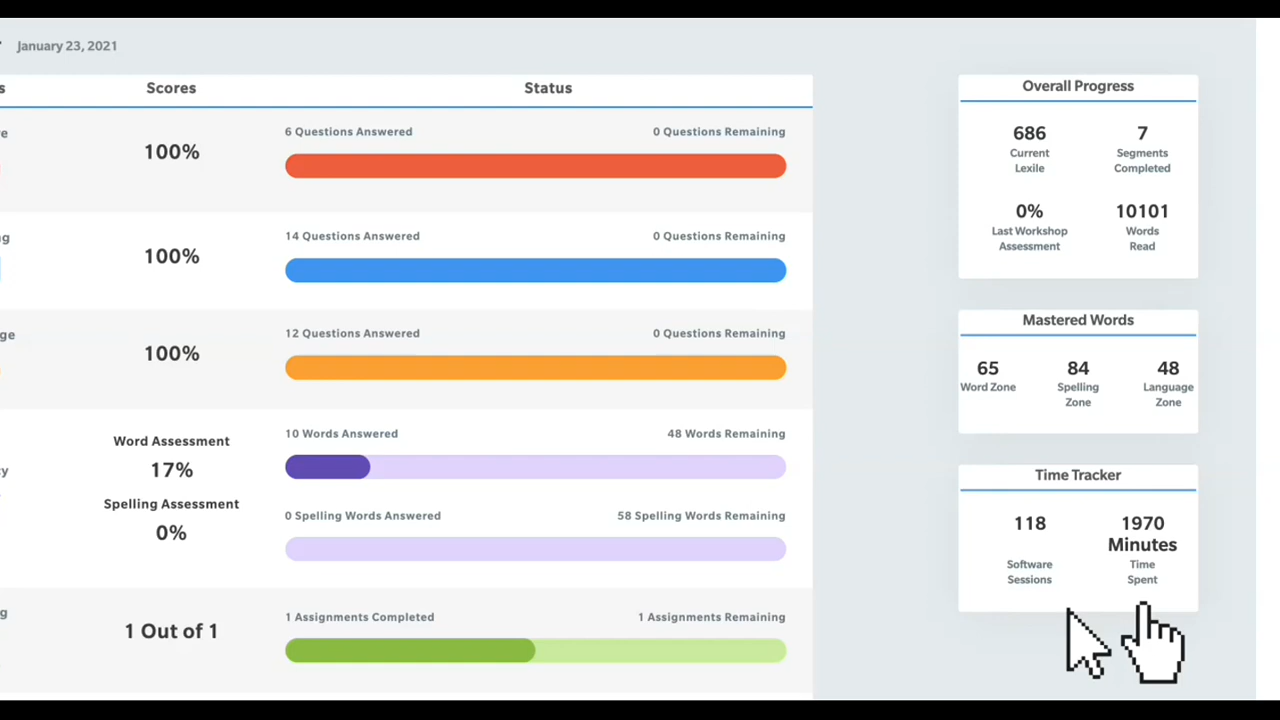 January 23, 2021
Scores
Status
6 Questions Answered
0 Questions Remaining
100%
14 Questions Answered
0 Questions Remaining
100%
12 Questions Answered
0 Questions Remaining
100%
Word Assessment
17%
10 Words Answered
48 Words Remaining
Spelling Assessment
0%
0 Spelling Words Answered
58 Spelling Words Remaining
1 Out of 1
1 Assignments Completed
1 Assignments Remaining
Overall Progress
686
Current
Lexile
7
Segments
Completed
0%
Last Workshop
Assessment
10101
Words
Read
Mastered Words
65
Word Zone
84
Spelling
Zone
48
Language
Zone
Time Tracker
118
Software
Sessions
1970
Minutes
Time
Spent